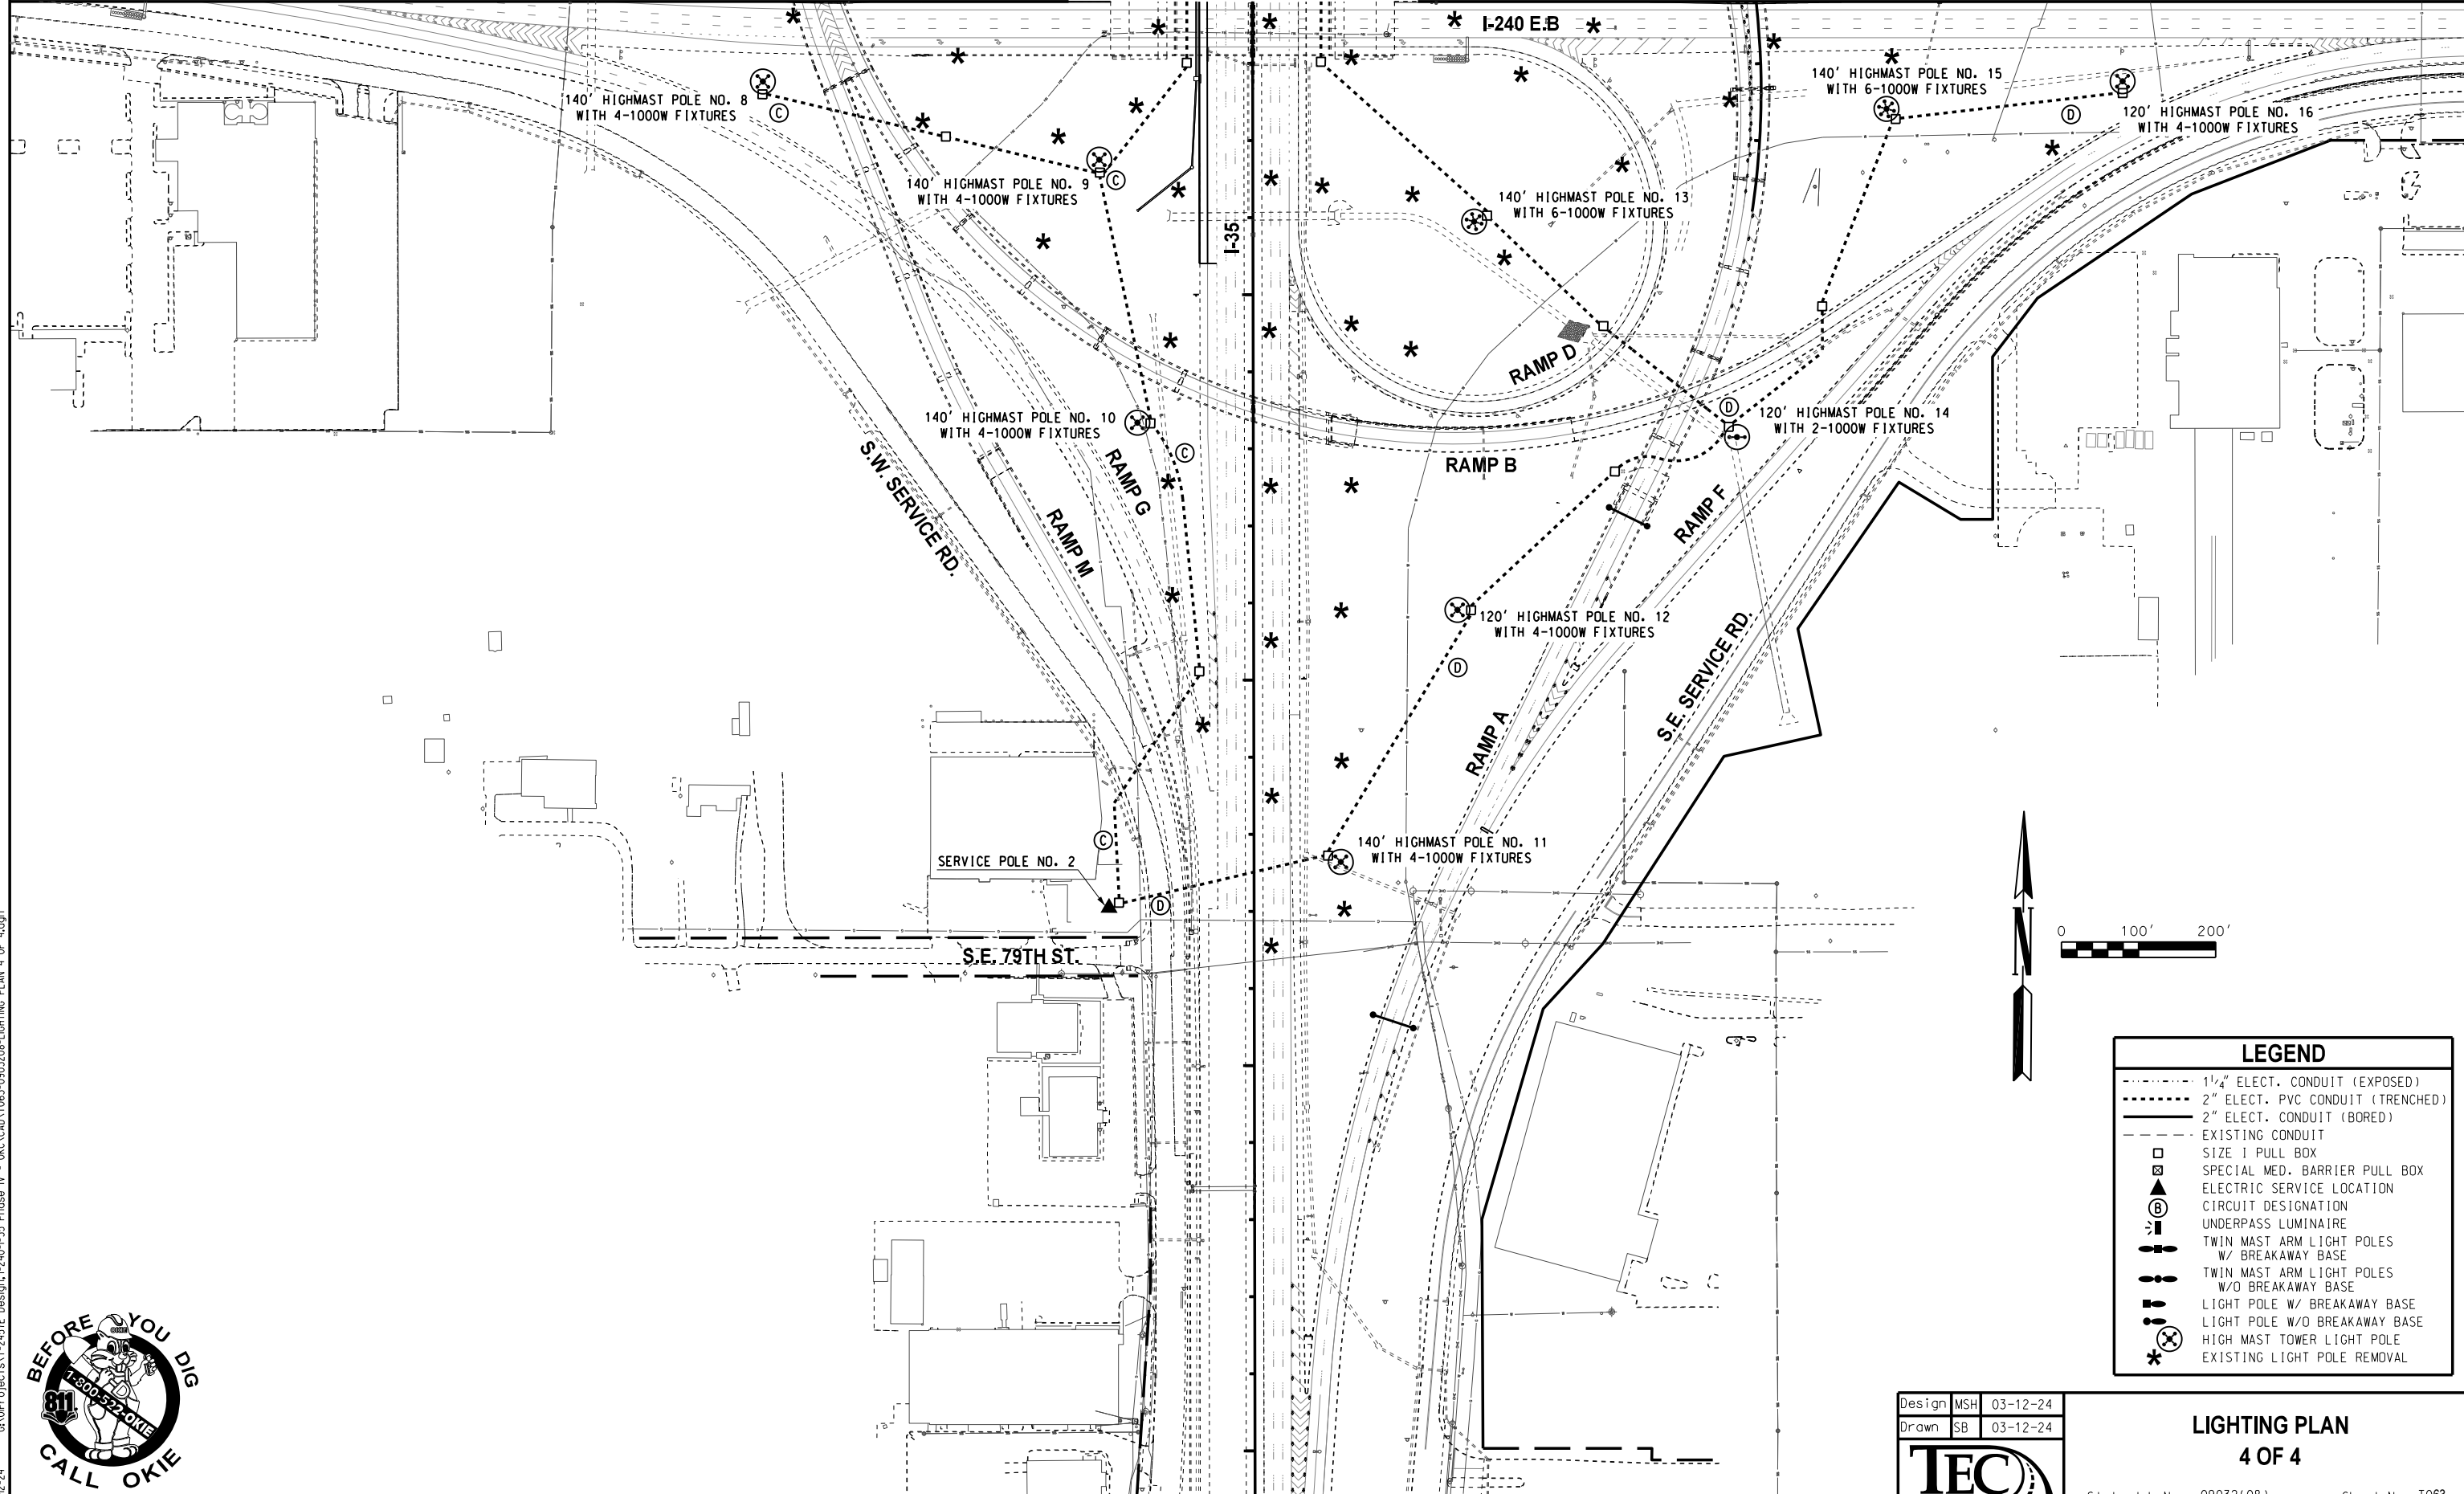 I-240 E.B
140' HIGHMAST POLE NO. 8
WITH 4-1000W FIXTURES
C
140' HIGHMAST POLE NO. 9
WITH 4-1000W FIXTURES
C
I-35
140' HIGHMAST POLE NO. 13
WITH 6-1000W FIXTURES
140' HIGHMAST POLE NO. 15
WITH 6-1000W FIXTURES
D
120' HIGHMAST POLE NO. 16
WITH 4-1000W FIXTURES
RAMP D
140' HIGHMAST POLE NO. 10
WITH 4-1000W FIXTURES
C
D
120' HIGHMAST POLE NO. 14
WITH 2-1000W FIXTURES
RAMP B
S.W. SERVICE RD.
RAMP M
RAMP G
RAMP F
120' HIGHMAST POLE NO. 12
WITH 4-1000W FIXTURES
D
RAMP A
S.E. SERVICE RD.
C
SERVICE POLE NO. 2
D
140' HIGHMAST POLE NO. 11
WITH 4-1000W FIXTURES
S.E. 79TH ST.
N
0 100' 200'
LEGEND
1 1/4" ELECT. CONDUIT (EXPOSED)
2" ELECT. PVC CONDUIT (TRENCHED)
2" ELECT. CONDUIT (BORED)
EXISTING CONDUIT
SIZE I PULL BOX
SPECIAL MED. BARRIER PULL BOX
ELECTRIC SERVICE LOCATION
B CIRCUIT DESIGNATION
UNDERPASS LUMINAIRE
TWIN MAST ARM LIGHT POLES
W/ BREAKAWAY BASE
TWIN MAST ARM LIGHT POLES
W/O BREAKAWAY BASE
LIGHT POLE W/ BREAKAWAY BASE
LIGHT POLE W/O BREAKAWAY BASE
HIGH MAST TOWER LIGHT POLE
EXISTING LIGHT POLE REMOVAL
BEFORE YOU DIG
811
1-800-522-OKIE
CALL OKIE
Design MSH 03-12-24
Drawn SB 03-12-24
TEC
LIGHTING PLAN
4 OF 4